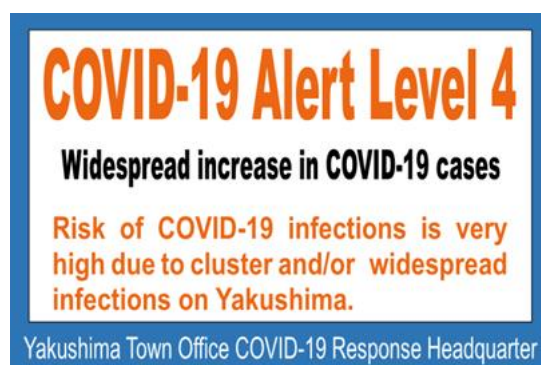 COVID-19 Alert Level 4
Widespread increase in COVID-19 cases
Risk of COVID-19 infections is very
high due to cluster and/or widespread
infections on Yakushima.
Yakushima Town Office COVID-19 Response Headquarter